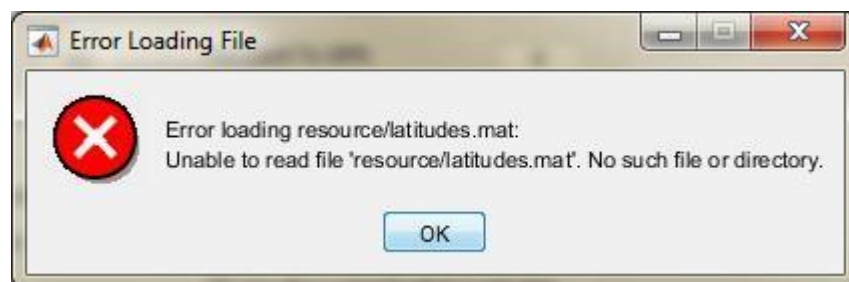 Error Loading File
Error loading resource/latitudes.mat:
Unable to read file 'resource/latitudes.mat'. No such file or directory.
OK